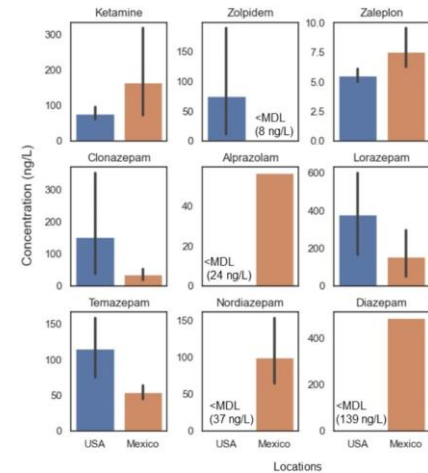 Ketamine
Zolpidem
Zaleplon
300
200
100
0
150
100
50
0
<MDL
(8 ng/L)
10.0
7.5
5.0
2.5
0.0
Concentration (ng/L)
Clonazepam
Alprazolam
Lorazepam
300
200
100
0
40
20
0
<MDL
(24 ng/L)
600
400
200
0
Temazepam
Nordiazepam
Diazepam
150
100
50
0
150
100
50
0
<MDL
(37 ng/L)
400
200
0
<MDL
(139 ng/L)
USA Mexico
USA Mexico
USA Mexico
Locations